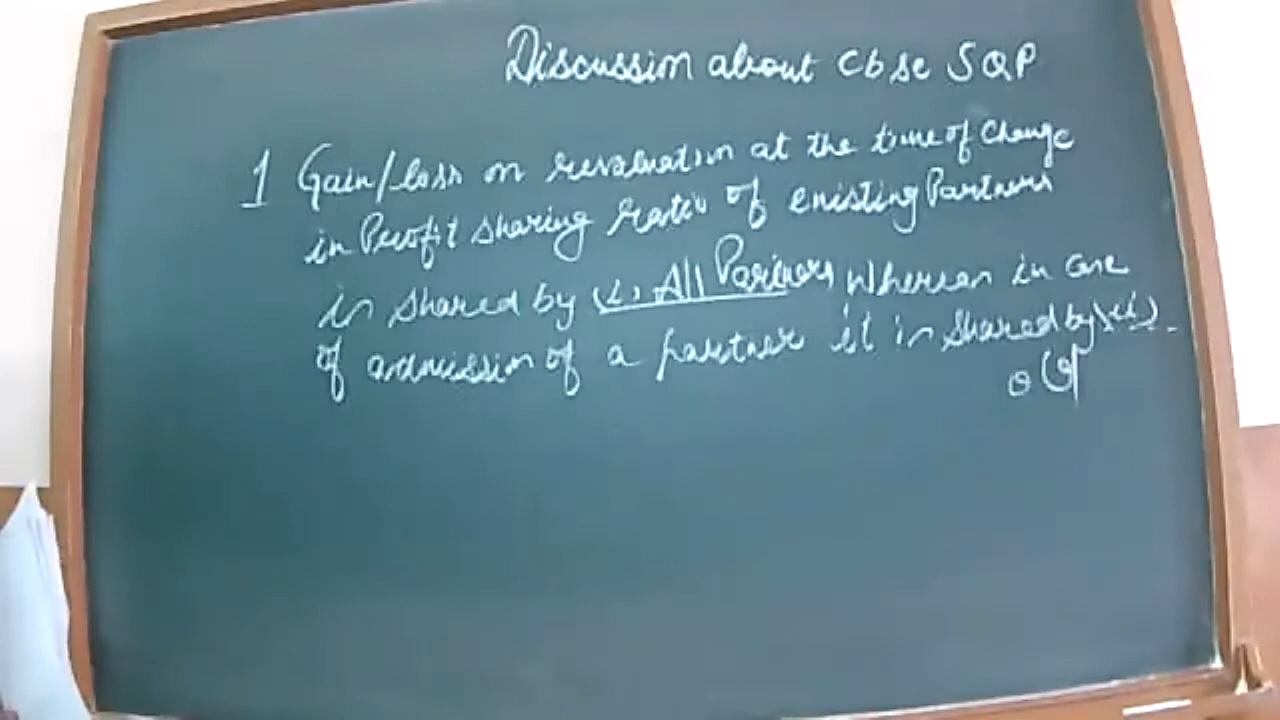 Discussion about Cbse SQP
1 Gain/loss on revaluation at the time of Change
in Profit sharing ratio of existing Partners
is shared by (i) All Partners Whereas in case
of admission of a partner it is shared by (ii).